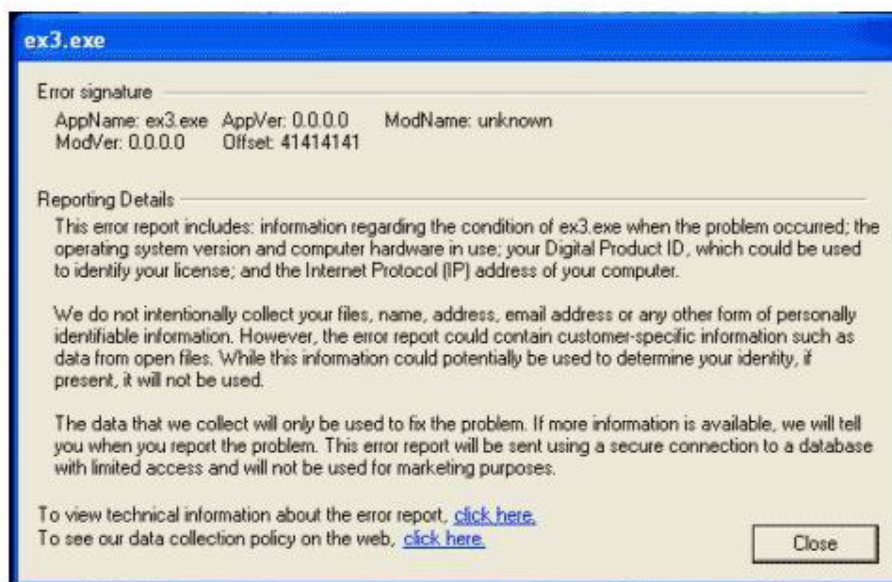 ex3.exe
Error signature
AppName: ex3.exe AppVer: 0.0.0.0 ModName: unknown
ModVer: 0.0.0.0 Offset: 41414141
Reporting Details
This error report includes: information regarding the condition of ex3.exe when the problem occurred; the
operating system version and computer hardware in use; your Digital Product ID, which could be used
to identify your license; and the Internet Protocol (IP) address of your computer.
We do not intentionally collect your files, name, address, email address or any other form of personally
identifiable information. However, the error report could contain customer-specific information such as
data from open files. While this information could potentially be used to determine your identity, if
present, it will not be used.
The data that we collect will only be used to fix the problem. If more information is available, we will tell
you when you report the problem. This error report will be sent using a secure connection to a database
with limited access and will not be used for marketing purposes.
To view technical information about the error report, click here.
To see our data collection policy on the web, click here.
Close